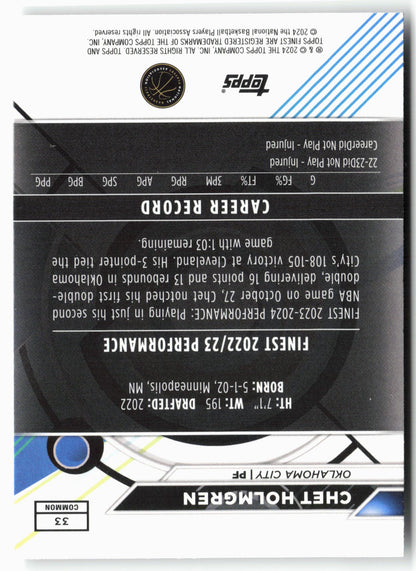 33
COMMON
CHET HOLMGREN
OKLAHOMA CITY | PF
HT: 7'1" WT: 195 DRAFTED: 2022
BORN: 5-1-02, Minneapolis, MN
FINEST 2022/23 PERFORMANCE
FINEST 2023-2024 PERFORMANCE: Playing in just his second
NBA game on October 27, Chet notched his first double-
double, delivering 16 points and 13 rebounds in Oklahoma
City's 108-105 victory at Cleveland. His 3-pointer tied the
game with 1:03 remaining.
CAREER RECORD
G FG% FT% 3PM RPG APG SPG BPG PPG
22-23Did Not Play - Injured
CareerDid Not Play - Injured
topps®
® & © 2024 THE TOPPS COMPANY, INC. ALL RIGHTS RESERVED. TOPPS AND
TOPPS FINEST ARE REGISTERED TRADEMARKS OF THE TOPPS COMPANY, INC.
© 2024 the National Basketball Players Association. All rights reserved.